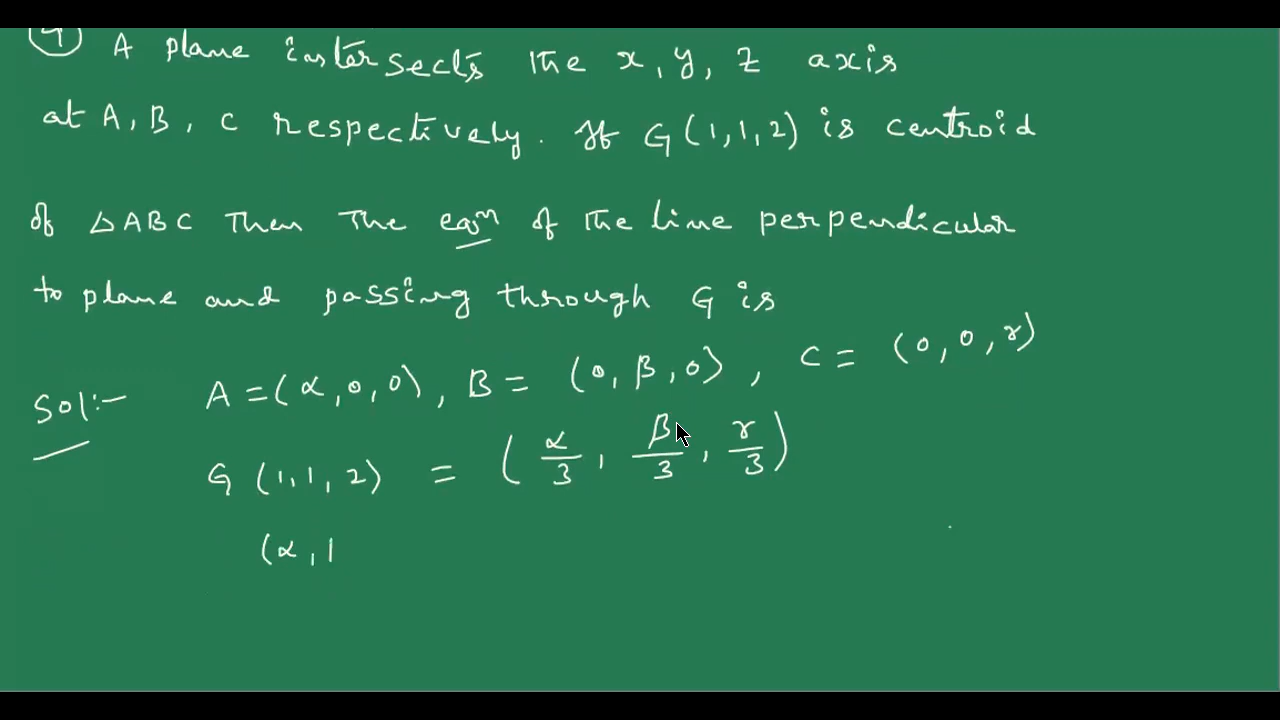 ④ A plane intersects the x, y, z axis
at A, B, C respectively. If G(1,1,2) is centroid
of △ABC Then The eqn of the line perpendicular
to plane and passing through G is
Sol:- A = (α, 0, 0), B = (0, β, 0), C = (0, 0, γ)
G (1,1,2) = (α/3, β/3, γ/3)
(α, |